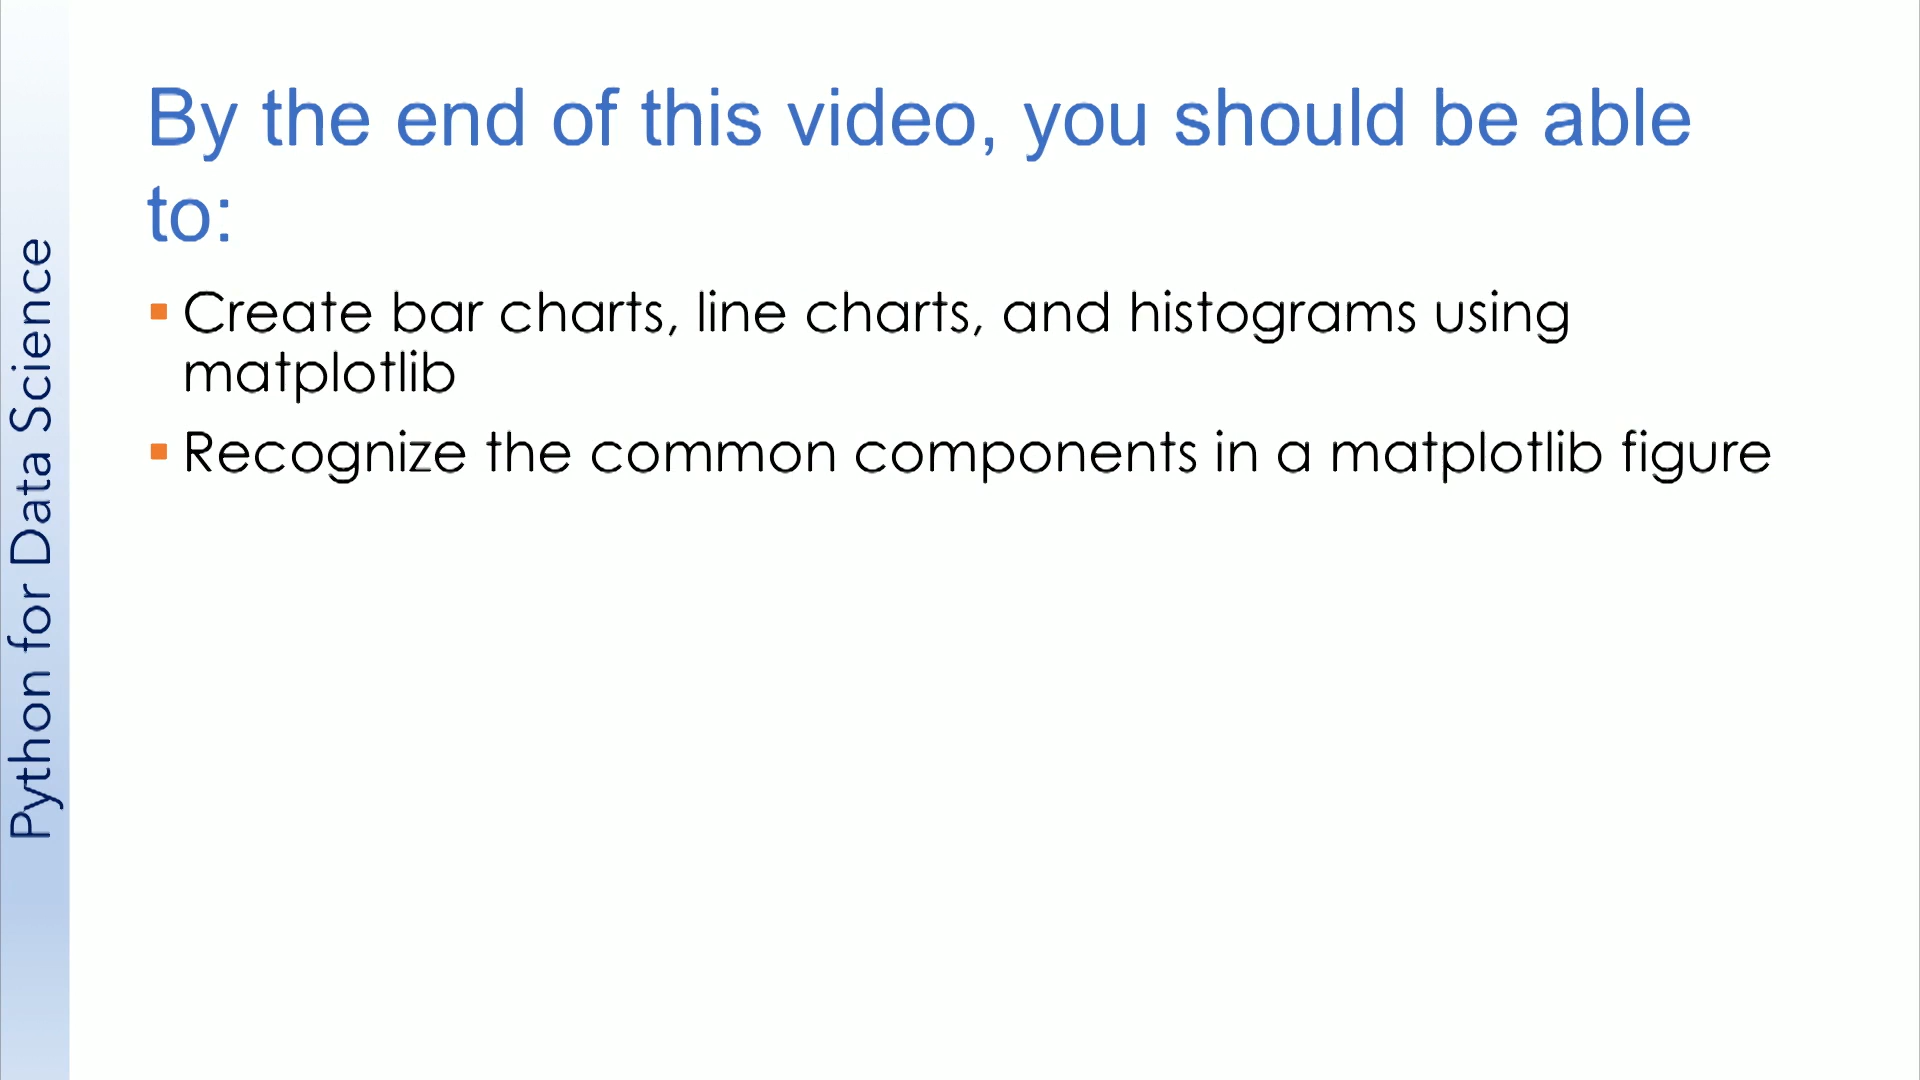 By the end of this video, you should be able
to:
Create bar charts, line charts, and histograms using
matplotlib
Recognize the common components in a matplotlib figure
Python for Data Science